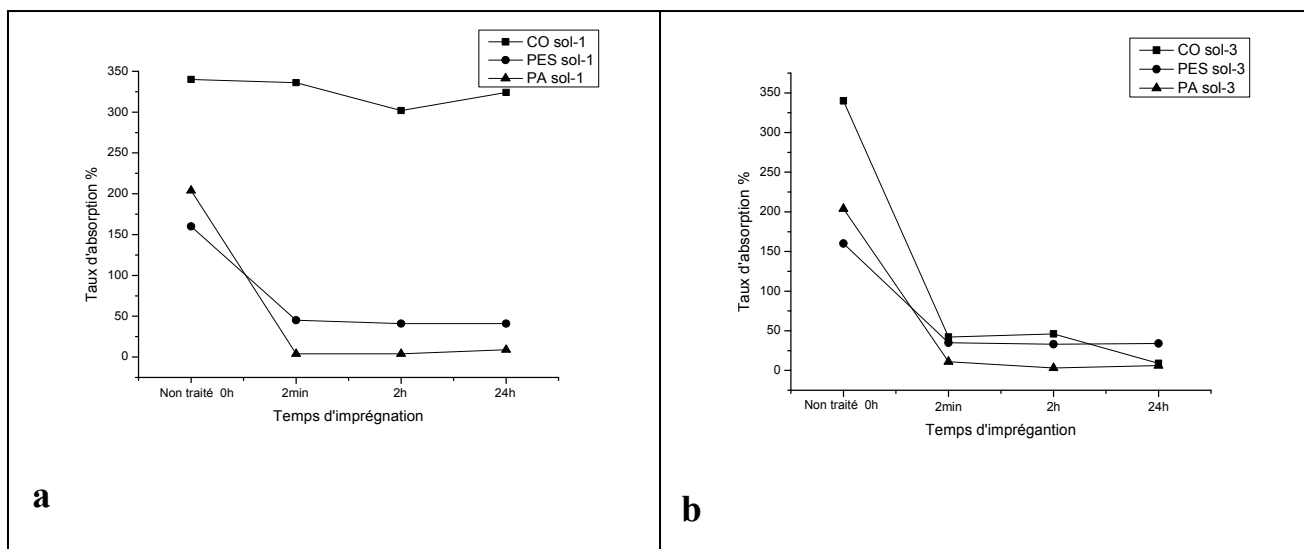 CO sol-1
PES sol-1
PA sol-1
350
300
250
200
150
100
50
0
Taux d'absorption %
Non traité 0h
2min
2h
24h
Temps d'imprégnation
a
CO sol-3
PES sol-3
PA sol-3
350
300
250
200
150
100
50
0
Taux d'absorption %
Non traité 0h
2min
2h
24h
Temps d'imprégantion
b